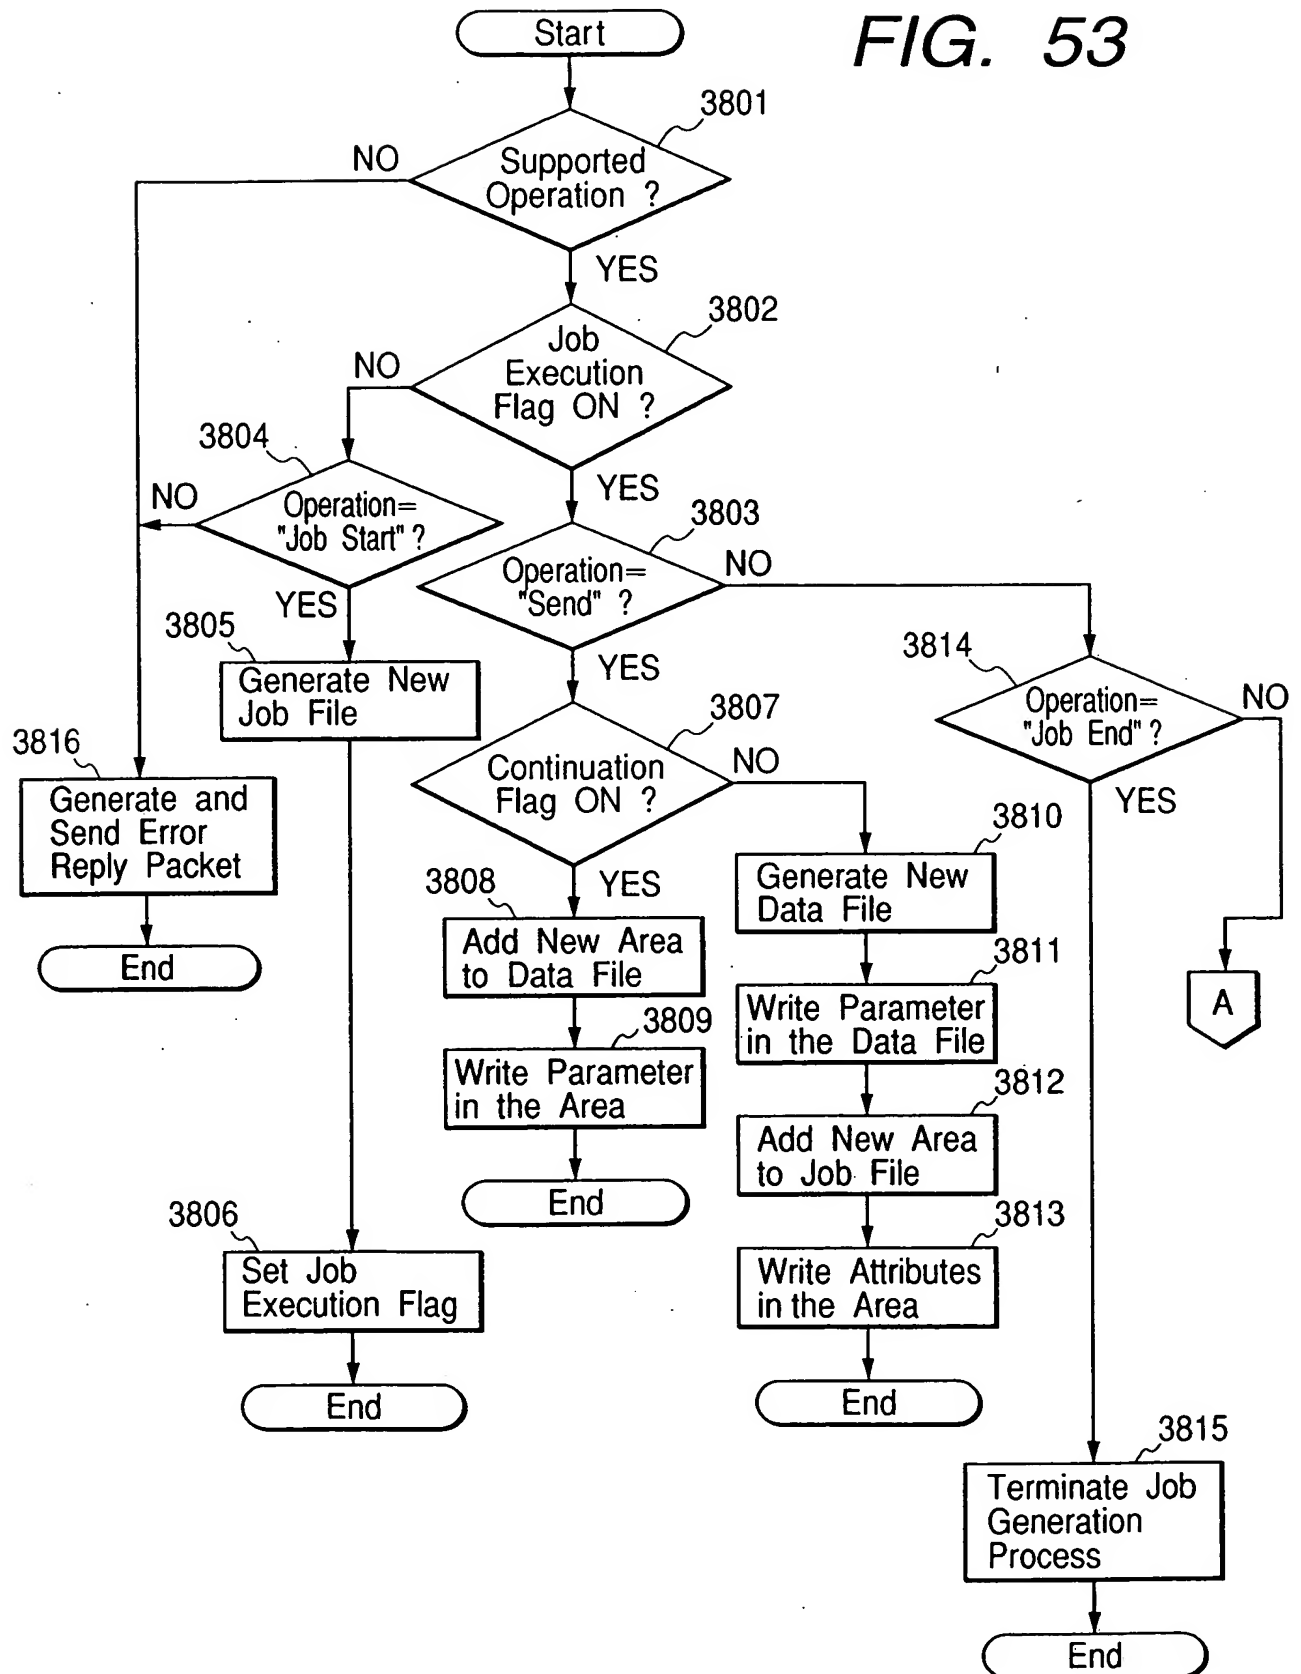 FIG. 53
Start
3801
Supported
Operation ?
NO
YES
3802
Job
Execution
Flag ON ?
NO
YES
3804
Operation=
"Job Start" ?
NO
YES
3803
Operation=
"Send" ?
NO
YES
3805
Generate New
Job File
3814
Operation=
"Job End" ?
NO
YES
3807
Continuation
Flag ON ?
NO
YES
3816
Generate and
Send Error
Reply Packet
End
3808
Add New Area
to Data File
3809
Write Parameter
in the Area
End
3810
Generate New
Data File
3811
Write Parameter
in the Data File
3812
Add New Area
to Job File
3813
Write Attributes
in the Area
End
A
3806
Set Job
Execution Flag
End
3815
Terminate Job
Generation
Process
End